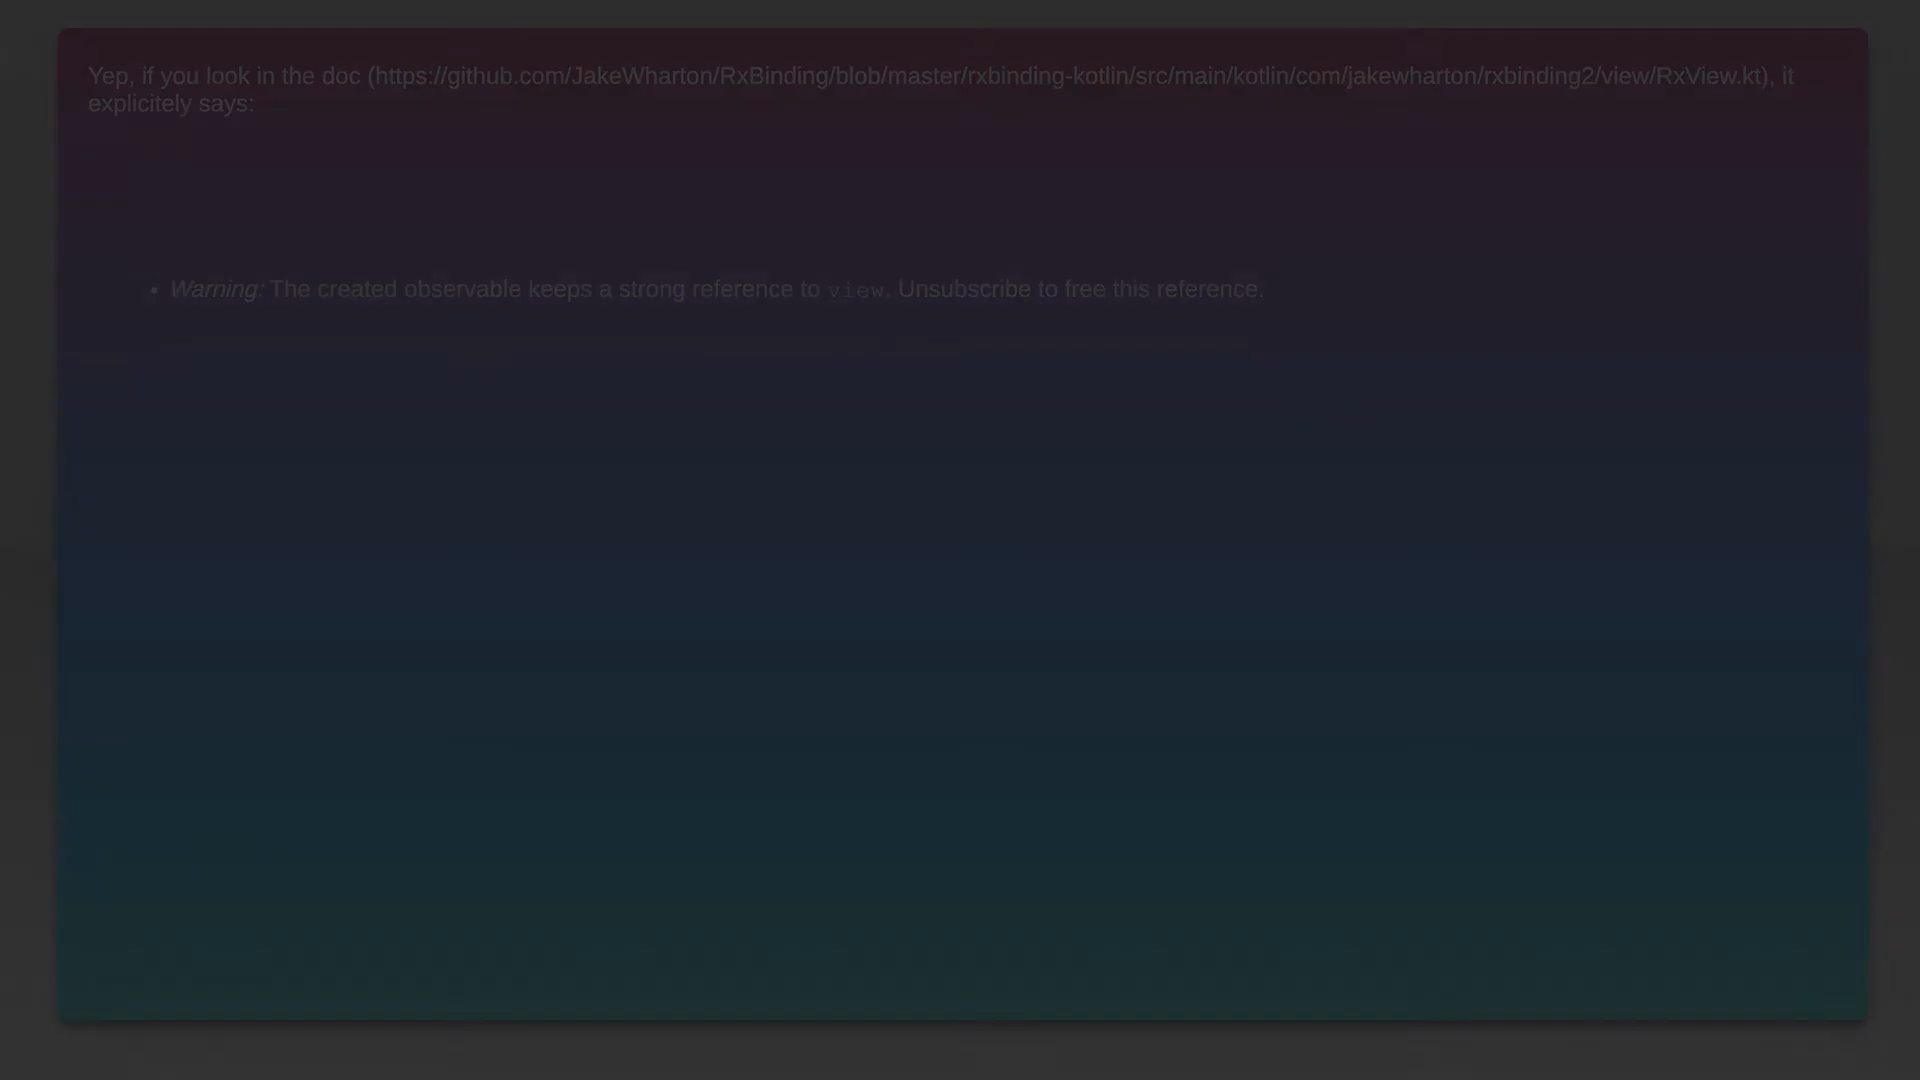 Yep, if you look in the doc (https://github.com/JakeWharton/RxBinding/blob/master/rxbinding-kotlin/src/main/kotlin/com/jakewharton/rxbinding2/view/RxView.kt), it
explicitely says:
• Warning: The created observable keeps a strong reference to view. Unsubscribe to free this reference.